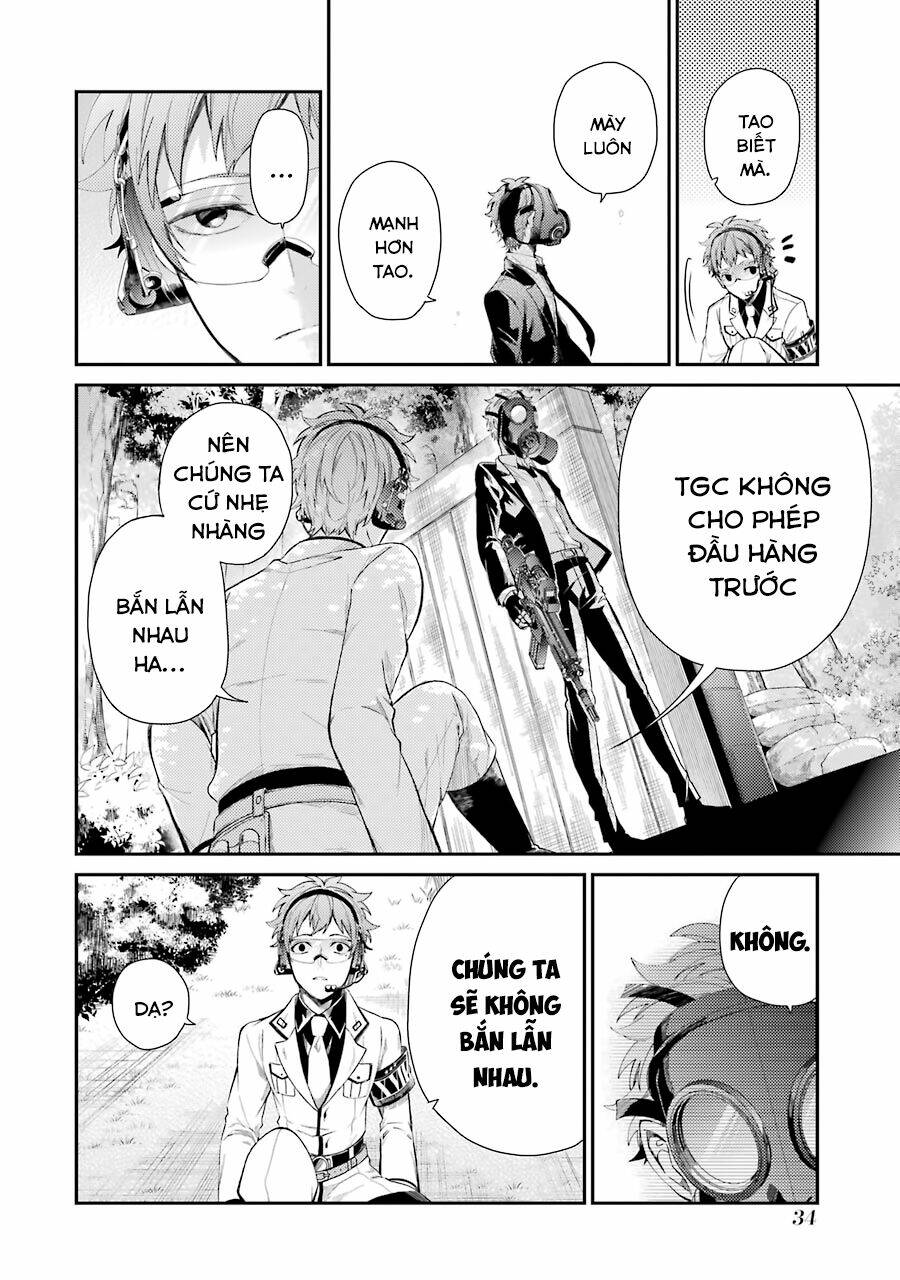 TAO
BIẾT
MÀ.
MÀY
LUÔN
MẠNH
HƠN
TAO.
...
TGC KHÔNG
CHO PHÉP
ĐẦU HÀNG
TRƯỚC
NÊN
CHÚNG TA
CỨ NHẸ
NHÀNG
BẮN LẪN
NHAU
HA...
KHÔNG.
CHÚNG TA
SẼ KHÔNG
BẮN LẪN
NHAU.
DẠ?
34